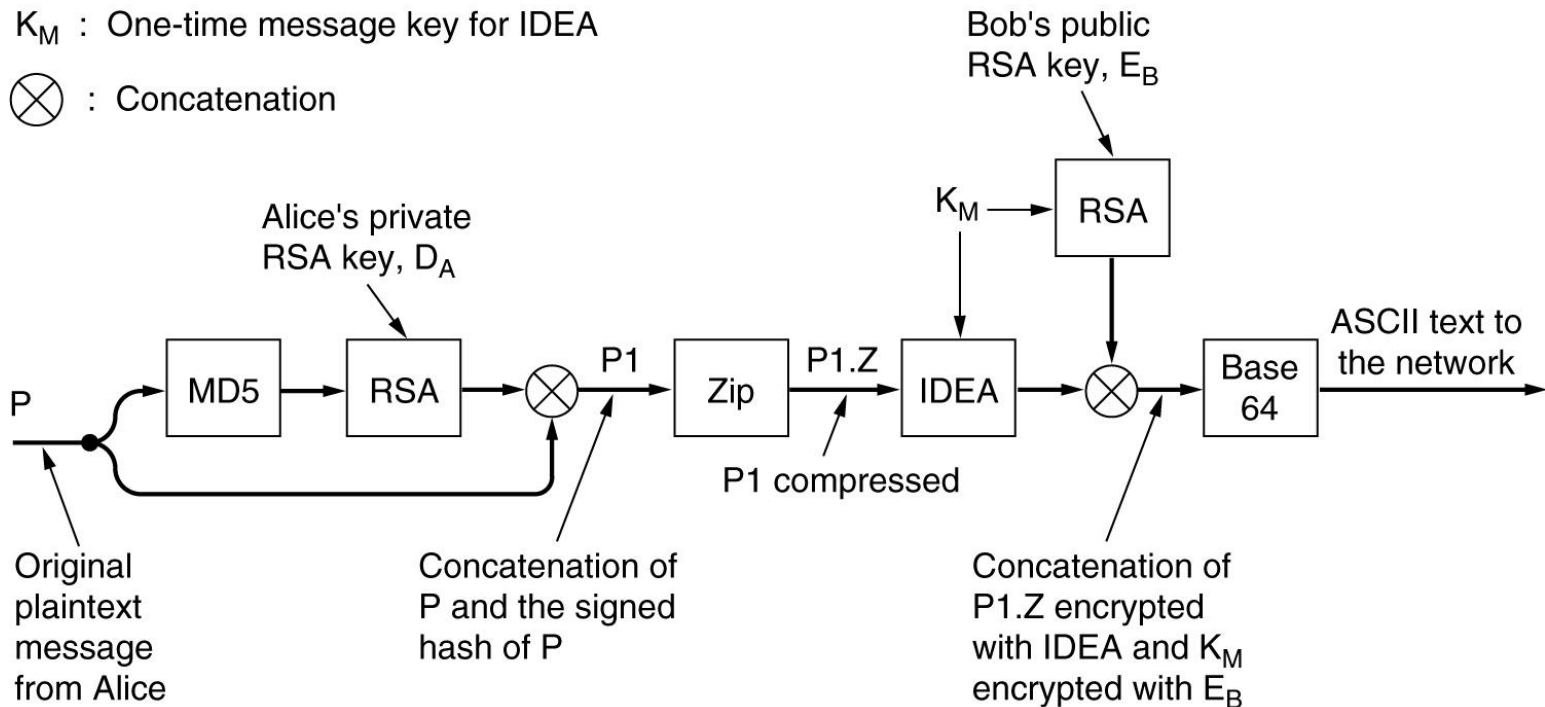 K_M : One-time message key for IDEA
⊗ : Concatenation
Bob's public
RSA key, E_B
K_M
RSA
Alice's private
RSA key, D_A
P
MD5
RSA
P1
Zip
P1.Z
IDEA
Base
64
ASCII text to
the network
P1 compressed
Original
plaintext
message
from Alice
Concatenation of
P and the signed
hash of P
Concatenation of
P1.Z encrypted
with IDEA and K_M
encrypted with E_B